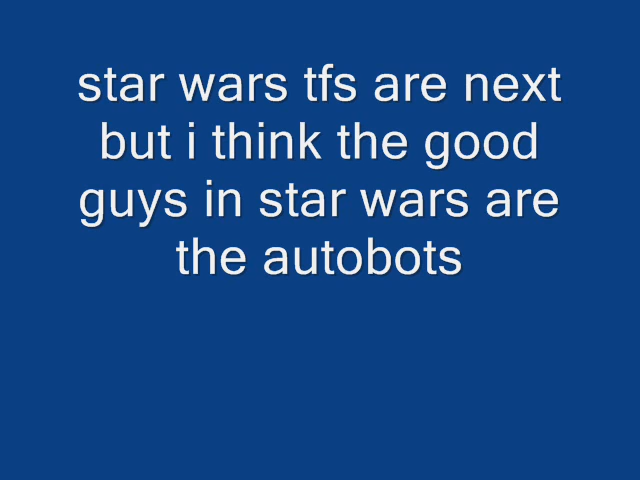 star wars tfs are next
but i think the good
guys in star wars are
the autobots